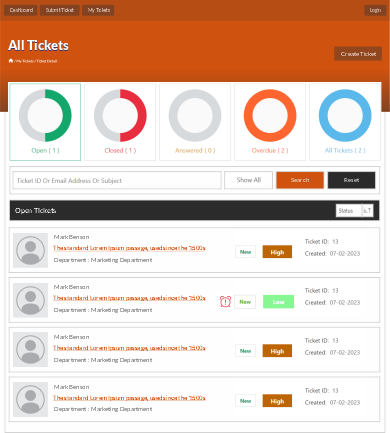 Dashboard Submit Ticket My Tickets Login
All Tickets
/ My Tickets / Ticket Detail
Create Ticket
Open ( 1 ) Closed ( 1 ) Answered ( 0 ) Overdue ( 2 ) All Tickets ( 2 )
Ticket ID Or Email Address Or Subject Show All Search Reset
Open Tickets Status
Mark Benson
The standard Lorem Ipsum passage, used since the 1500s
Department : Marketing Department
New High
Ticket ID: 13
Created: 07-02-2023
Mark Benson
The standard Lorem Ipsum passage, used since the 1500s
Department : Marketing Department
New Low
Ticket ID: 13
Created: 07-02-2023
Mark Benson
The standard Lorem Ipsum passage, used since the 1500s
Department : Marketing Department
New High
Ticket ID: 13
Created: 07-02-2023
Mark Benson
The standard Lorem Ipsum passage, used since the 1500s
Department : Marketing Department
New High
Ticket ID: 13
Created: 07-02-2023